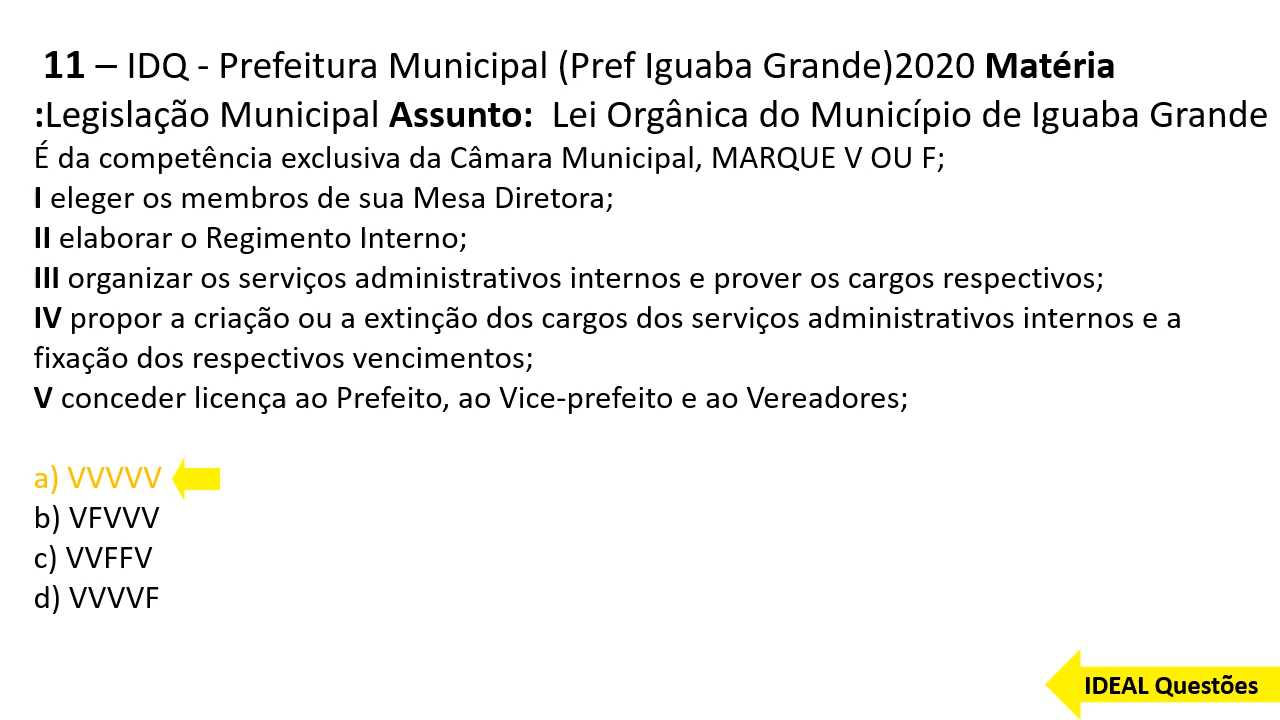 11 – IDQ - Prefeitura Municipal (Pref Iguaba Grande)2020 Matéria
:Legislação Municipal Assunto: Lei Orgânica do Município de Iguaba Grande
É da competência exclusiva da Câmara Municipal, MARQUE V OU F;
I eleger os membros de sua Mesa Diretora;
II elaborar o Regimento Interno;
III organizar os serviços administrativos internos e prover os cargos respectivos;
IV propor a criação ou a extinção dos cargos dos serviços administrativos internos e a
fixação dos respectivos vencimentos;
V conceder licença ao Prefeito, ao Vice-prefeito e ao Vereadores;
a) VVVVV
b) VFVVV
c) VVFFV
d) VVVVF
IDEAL Questões